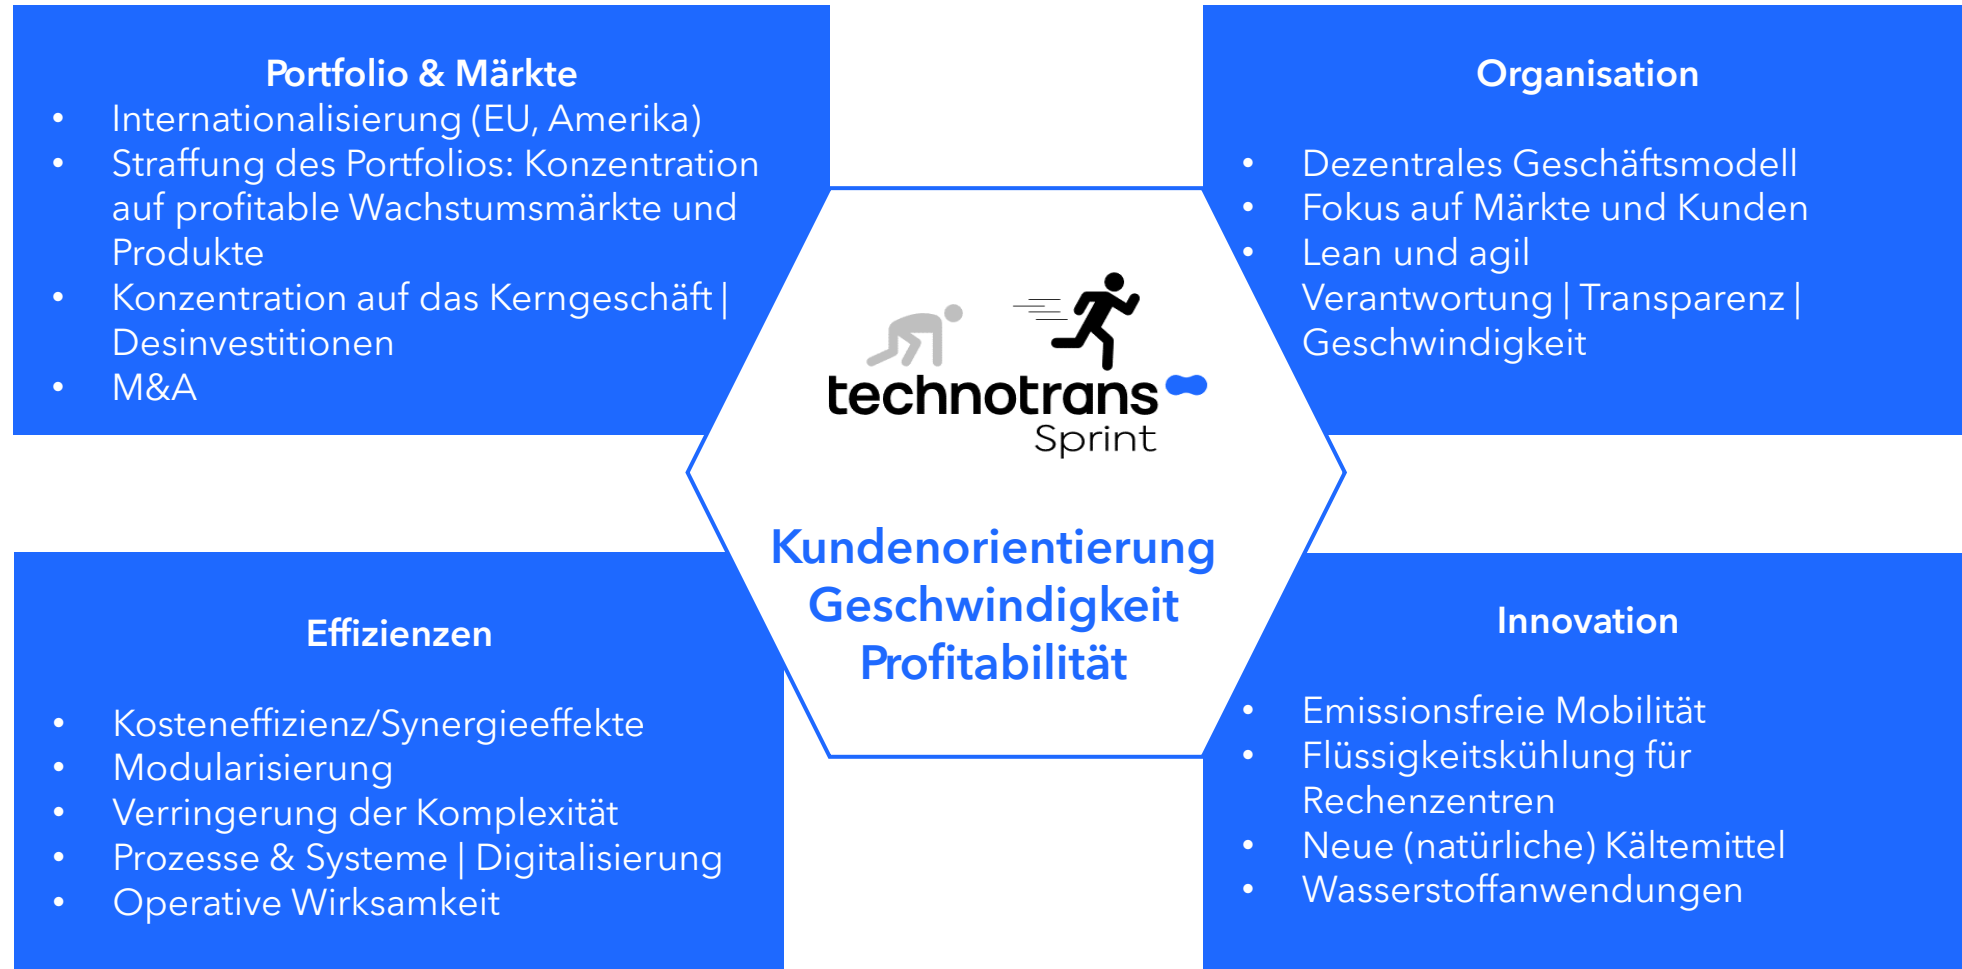 Portfolio & Märkte
• Internationalisierung (EU, Amerika)
• Straffung des Portfolios: Konzentration
auf profitable Wachstumsmärkte und
Produkte
• Konzentration auf das Kerngeschäft |
Desinvestitionen
• M&A
Organisation
• Dezentrales Geschäftsmodell
• Fokus auf Märkte und Kunden
• Lean und agil
Verantwortung | Transparenz |
Geschwindigkeit
technotrans
Sprint
Kundenorientierung
Geschwindigkeit
Profitabilität
Effizienzen
• Kosteneffizienz/Synergieeffekte
• Modularisierung
• Verringerung der Komplexität
• Prozesse & Systeme | Digitalisierung
• Operative Wirksamkeit
Innovation
• Emissionsfreie Mobilität
• Flüssigkeitskühlung für
Rechenzentren
• Neue (natürliche) Kältemittel
• Wasserstoffanwendungen